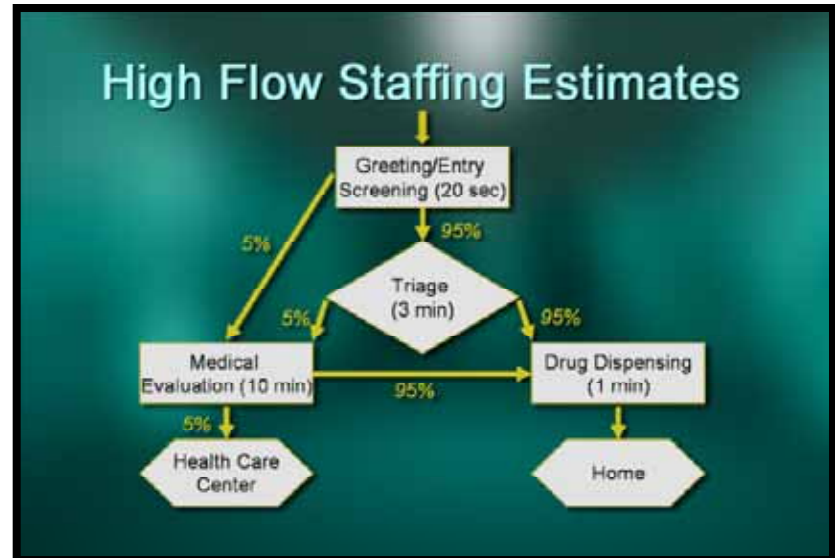 High Flow Staffing Estimates
Greeting/Entry
Screening (20 sec)
5%
95%
Triage
(3 min)
5%
95%
Medical
Evaluation (10 min)
95%
Drug Dispensing
(1 min)
5%
Health Care
Center
Home